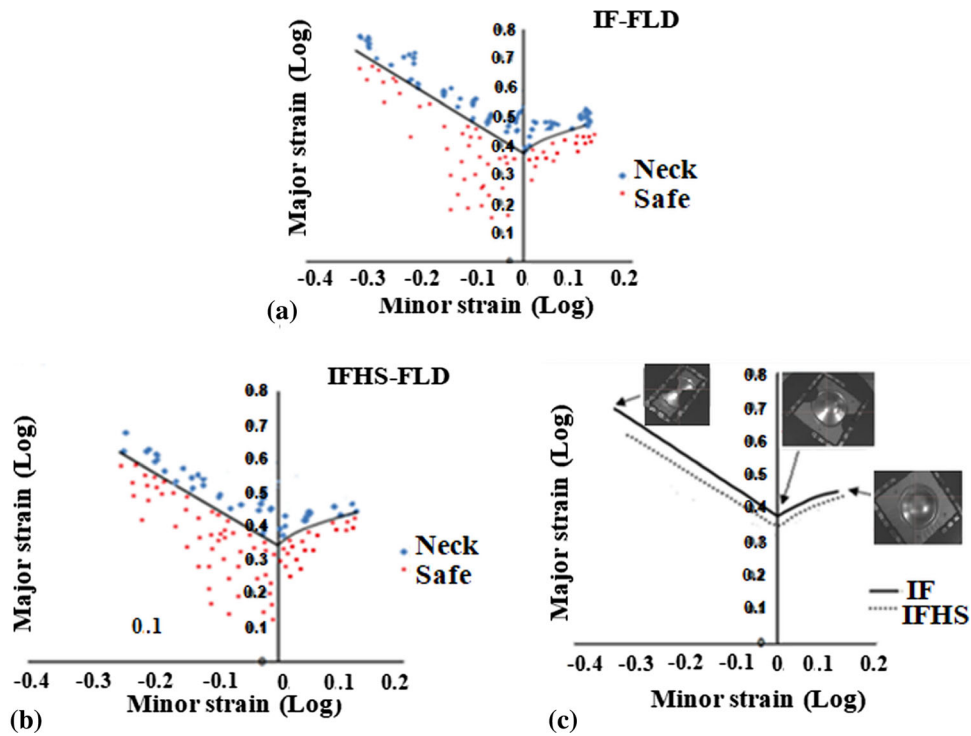 IF-FLD
Major strain (Log)
0.8
0.7
0.6
0.5
0.4
0.3
0.2
0.1
0
Neck
Safe
-0.4 -0.3 -0.2 -0.1 0. 0.1 0.2
Minor strain (Log)
(a)
IFHS-FLD
Major strain (Log)
0.8
0.7
0.6
0.5
0.4
0.3
0.2
0.1
0
0.1
Neck
Safe
-0.4 -0.3 -0.2 -0.1 0. 0.1 0.2
Minor strain (Log)
(b)
Major strain (Log)
0.8
0.7
0.6
0.5
0.4
0.3
0.2
0.1
0
IF
IFHS
-0.4 -0.3 -0.2 -0.1 0. 0.1 0.2
Minor strain (Log)
(c)